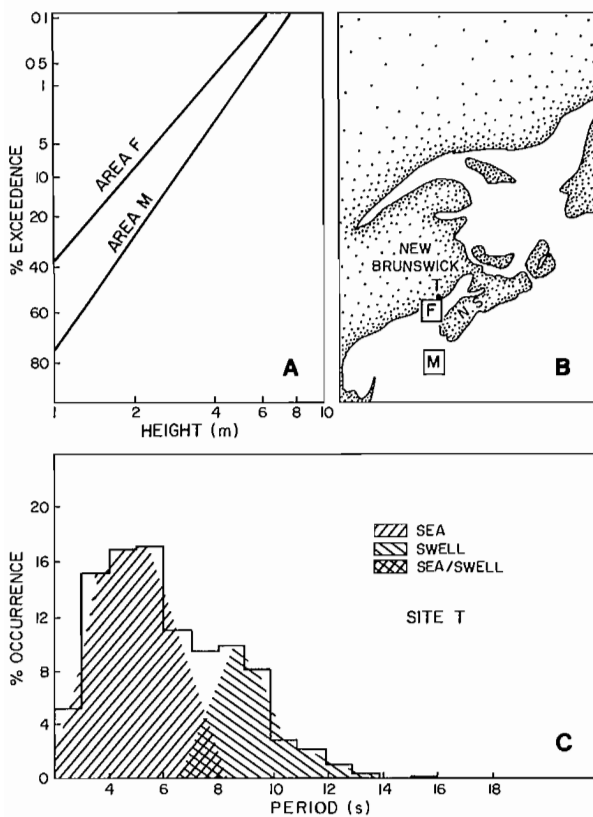 % EXCEEDENCE
01
05
1
5
10
20
40
60
80
AREA F
AREA M
A
1
2
4
6
10
HEIGHT (m)
NEW
BRUNSWICK
T
F
N S
M
B
% OCCURRENCE
20
16
12
8
4
0
SEA
SWELL
SEA/SWELL
SITE T
C
4
6
8
10
12
14
16
18
PERIOD (s)